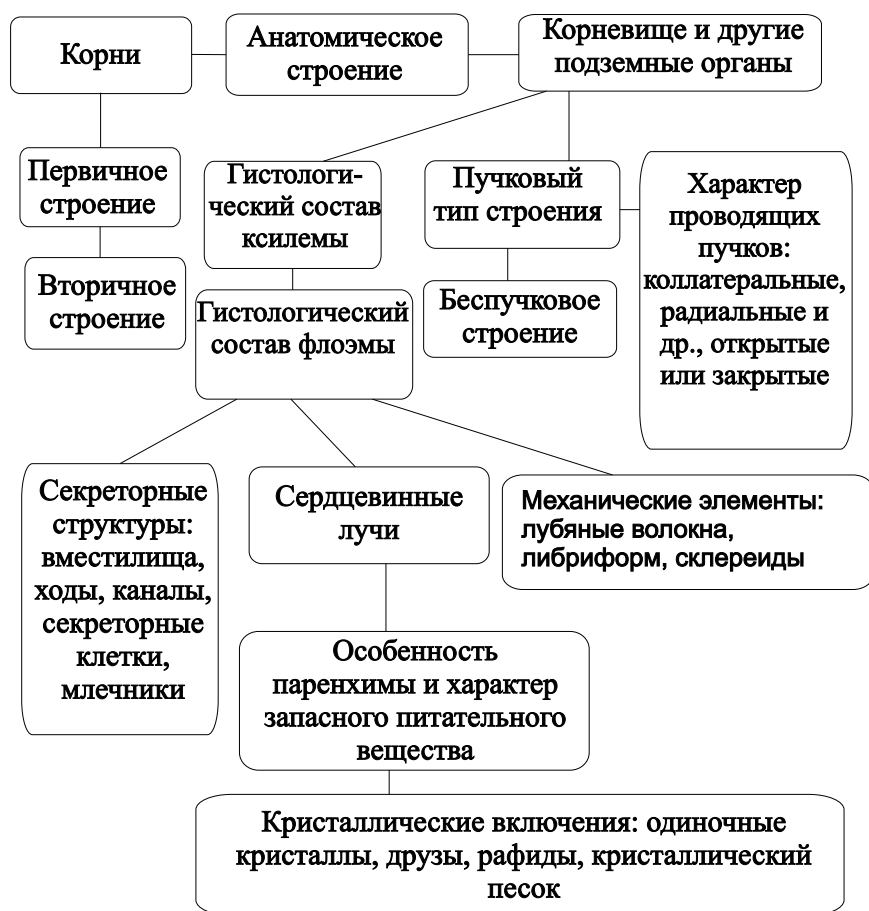 Корни
Анатомическое
строение
Корневище и другие
подземные органы
Первичное
строение
Гистологи-
ческий состав
ксилемы
Пучковый
тип строения
Характер
проводящих
пучков:
коллатеральные,
радиальные и
др., открытые
или закрытые
Вторичное
строение
Гистологический
состав флоэмы
Беспучковое
строение
Секреторные
структуры:
вместилища,
ходы, каналы,
секреторные
клетки,
млечники
Сердцевинные
лучи
Механические элементы:
лубяные волокна,
либриформ, склереиды
Особенность
паренхимы и характер
запасного питательного
вещества
Кристаллические включения: одиночные
кристаллы, друзы, рафиды, кристаллический
песок